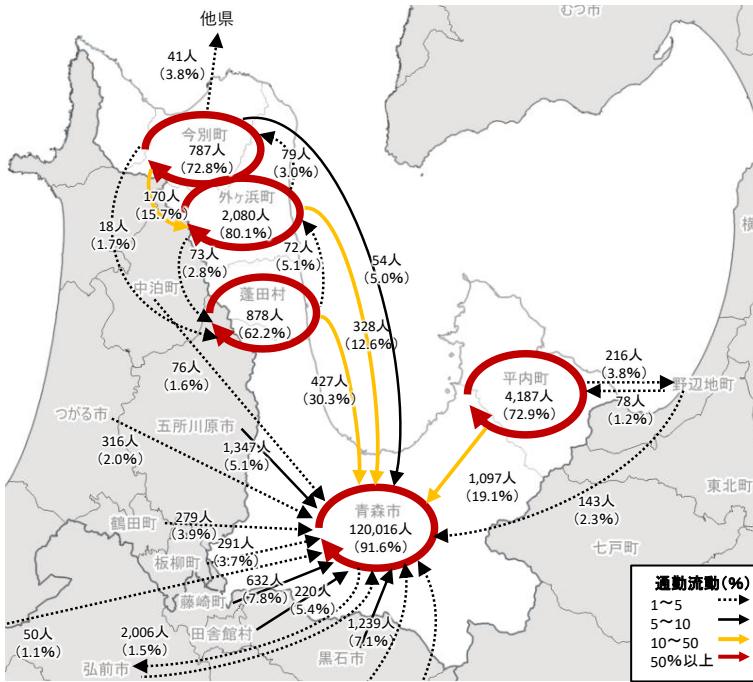 他県
むつ市
41人
(3.8%)
今別町
787人
(72.8%)
79人
(3.0%)
170人
(15.7%)
外ヶ浜町
2,080人
(80.1%)
横
18人
(1.7%)
73人
(2.8%)
72人
(5.1%)
54人
(5.0%)
中泊町
蓬田村
878人
(62.2%)
328人
(12.6%)
216人
(3.8%)
76人
(1.6%)
427人
(30.3%)
平内町
4,187人
(72.9%)
野辺地町
78人
(1.2%)
つがる市
316人
(2.0%)
五所川原市
1,347人
(5.1%)
1,097人
(19.1%)
東北町
143人
(2.3%)
青森市
120,016人
(91.6%)
鶴田町
279人
(3.9%)
七戸町
291人
(3.7%)
板柳町
632人
(7.8%)
藤崎町
220人
(5.4%)
田舎館村
50人
(1.1%)
2,006人
(1.5%)
弘前市
1,239人
(7.1%)
黒石市
通勤流動(%)
1~5
5~10
10~50
50%以上